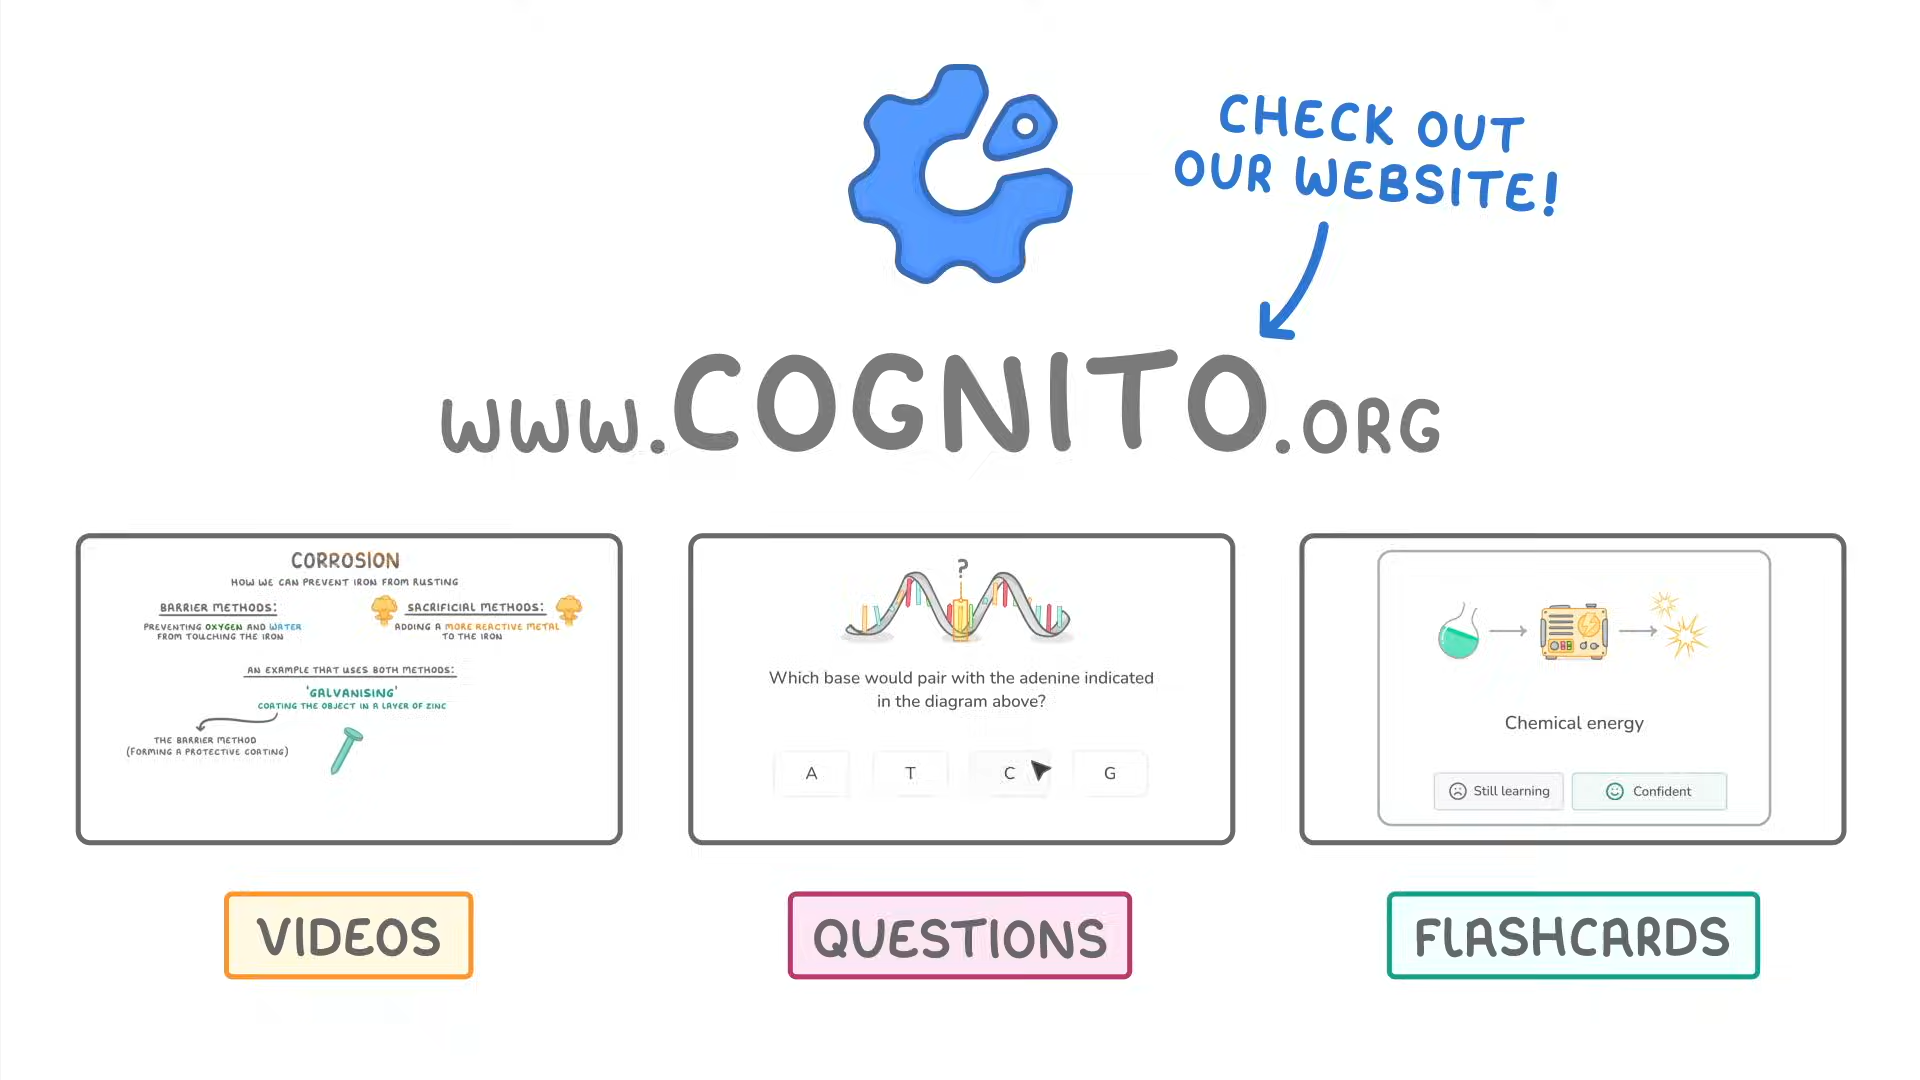 CHECK OUT
OUR WEBSITE!
www.COGNITO.ORG
CORROSION
HOW WE CAN PREVENT IRON FROM RUSTING
BARRIER METHODS:
PREVENTING OXYGEN AND WATER
FROM TOUCHING THE IRON
SACRIFICIAL METHODS:
ADDING A MORE REACTIVE METAL
TO THE IRON
AN EXAMPLE THAT USES BOTH METHODS:
'GALVANISING'
COATING THE OBJECT IN A LAYER OF ZINC
THE BARRIER METHOD
(FORMING A PROTECTIVE COATING)
?
Which base would pair with the adenine indicated
in the diagram above?
A T C G
Chemical energy
Still learning Confident
VIDEOS
QUESTIONS
FLASHCARDS